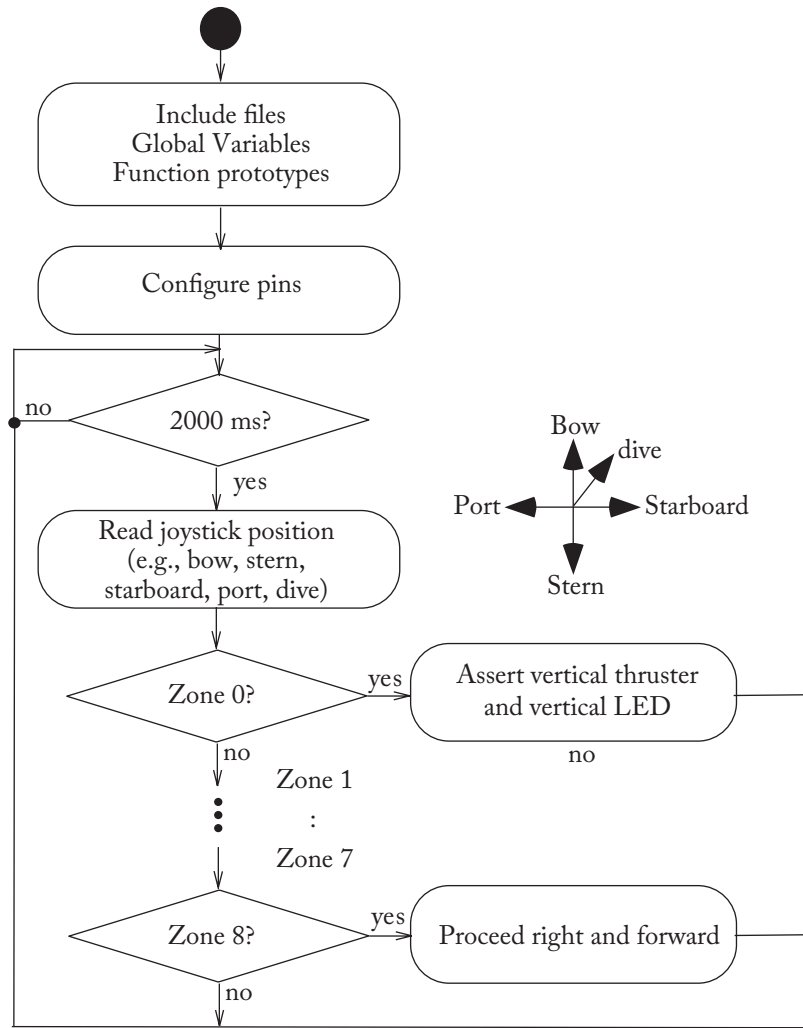 Include files
Global Variables
Function prototypes
Configure pins
no
2000 ms?
yes
Bow
dive
Port
Starboard
Stern
Read joystick position
(e.g., bow, stern,
starboard, port, dive)
Zone 0?
yes
Assert vertical thruster
and vertical LED
no
no
Zone 1
:
Zone 7
Zone 8?
yes
Proceed right and forward
no